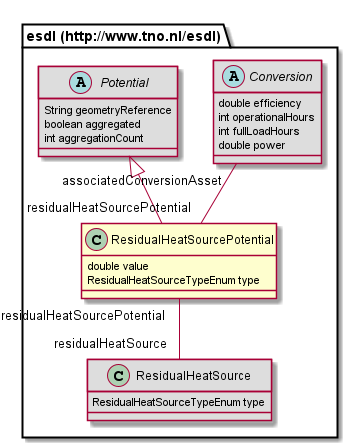 esdl (http://www.tno.nl/esdl)
A Potential
String geometryReference
boolean aggregated
int aggregationCount
A Conversion
double efficiency
int operationalHours
int fullLoadHours
double power
associatedConversionAsset
residualHeatSourcePotential
C ResidualHeatSourcePotential
double value
ResidualHeatSourceTypeEnum type
residualHeatSourcePotential
residualHeatSource
C ResidualHeatSource
ResidualHeatSourceTypeEnum type